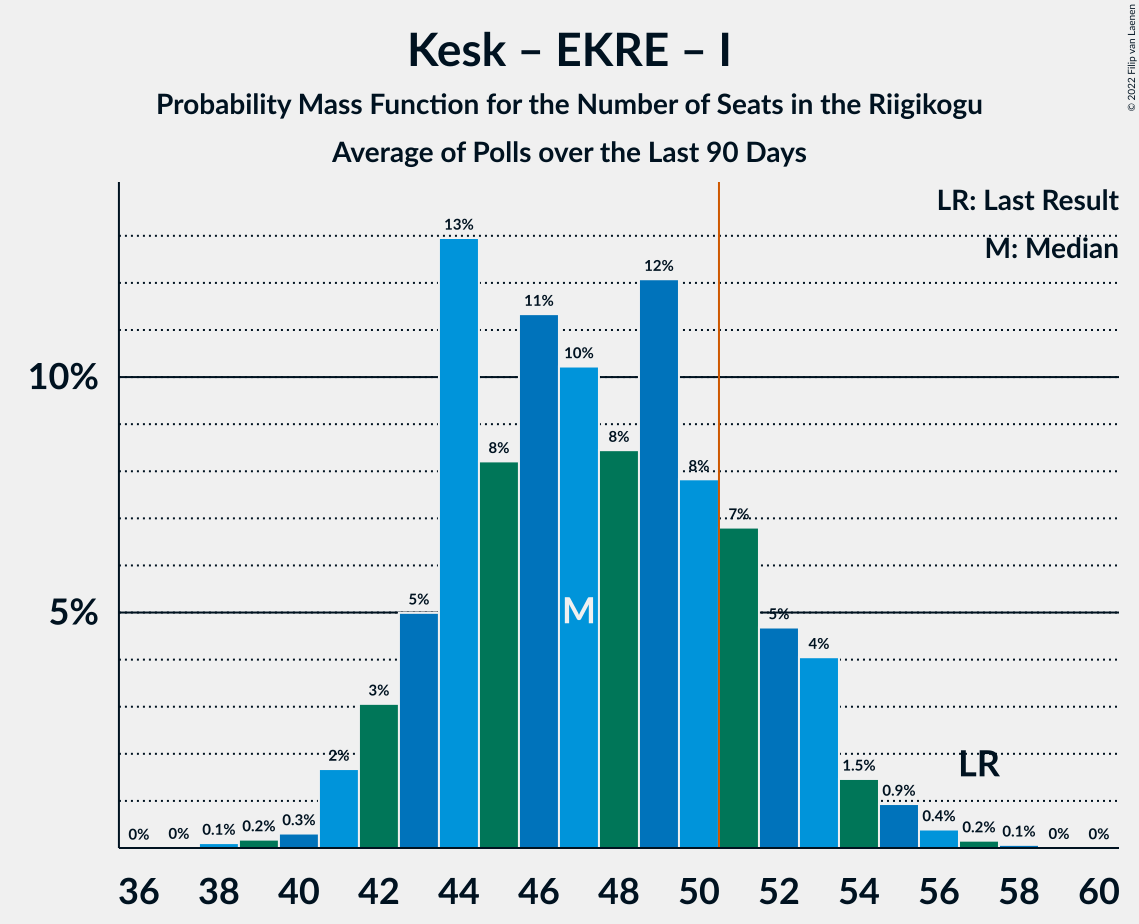 Kesk – EKRE – I
Probability Mass Function for the Number of Seats in the Riigikogu
Average of Polls over the Last 90 Days
© 2022 Filip van Laenen
LR: Last Result
M: Median
13%
12%
11%
10%
10%
8%
8%
8%
7%
5%
5%
5%
M
4%
3%
2%
LR
1.5%
0.9%
0% 0% 0.1% 0.2% 0.3% 0.4% 0.2% 0.1% 0% 0%
36 38 40 42 44 46 48 50 52 54 56 58 60